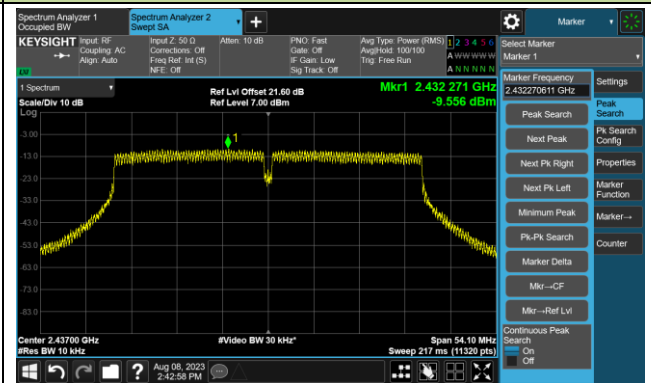 Spectrum Analyzer 1
Occupied BW
Spectrum Analyzer 2
Swept SA
Marker
KEYSIGHT
Input: RF
Coupling: AC
Align: Auto
Input Z: 50 Ω
Corrections: Off
Freq Ref: Int (S)
NFE: Off
Atten: 10 dB
PNO: Fast
Gate: Off
IF Gain: Low
Sig Track: Off
Avg Type: Power (RMS)
Avg|Hold: 100/100
Trig: Free Run
1 2 3 4 5 6
A W W W W W
A N N N N N
Select Marker
Marker 1
1 Spectrum
Scale/Div 10 dB
Log
Ref Lvl Offset 21.60 dB
Ref Level 7.00 dBm
Mkr1 2.432 271 GHz
-9.556 dBm
1
-3.00
-13.0
-23.0
-33.0
-43.0
-53.0
-63.0
-73.0
-83.0
Center 2.43700 GHz
#Res BW 10 kHz
#Video BW 30 kHz*
Span 54.10 MHz
Sweep 217 ms (11320 pts)
Marker Frequency
2.432270611 GHz
Peak Search
Next Peak
Next Pk Right
Next Pk Left
Minimum Peak
Pk-Pk Search
Marker Delta
Mkr→CF
Mkr→Ref Lvl
Continuous Peak
Search
On
Off
Settings
Peak
Search
Pk Search
Config
Properties
Marker
Function
Marker→
Counter
Aug 08, 2023
2:42:58 PM